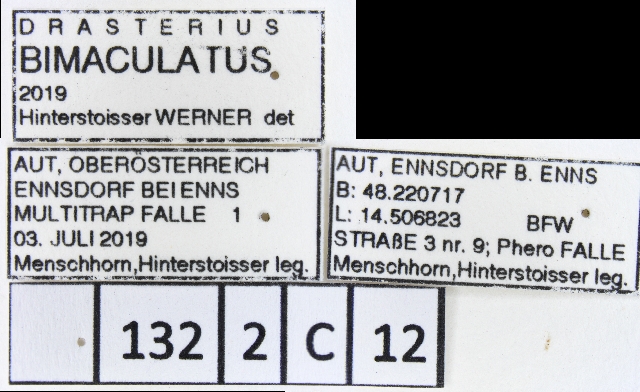 DRASTERIUS
BIMACULATUS
2019
Hinterstoisser WERNER det
AUT, OBERÖSTERREICH
ENNSDORF BEI ENNS
MULTITRAP FALLE 1
03. JULI 2019
Menschhorn,Hinterstoisser leg.
AUT, ENNSDORF B. ENNS
B: 48.220717
L: 14.506823 BFW
STRAßE 3 nr. 9; Phero FALLE
Menschhorn,Hinterstoisser leg.
132 2 C 12